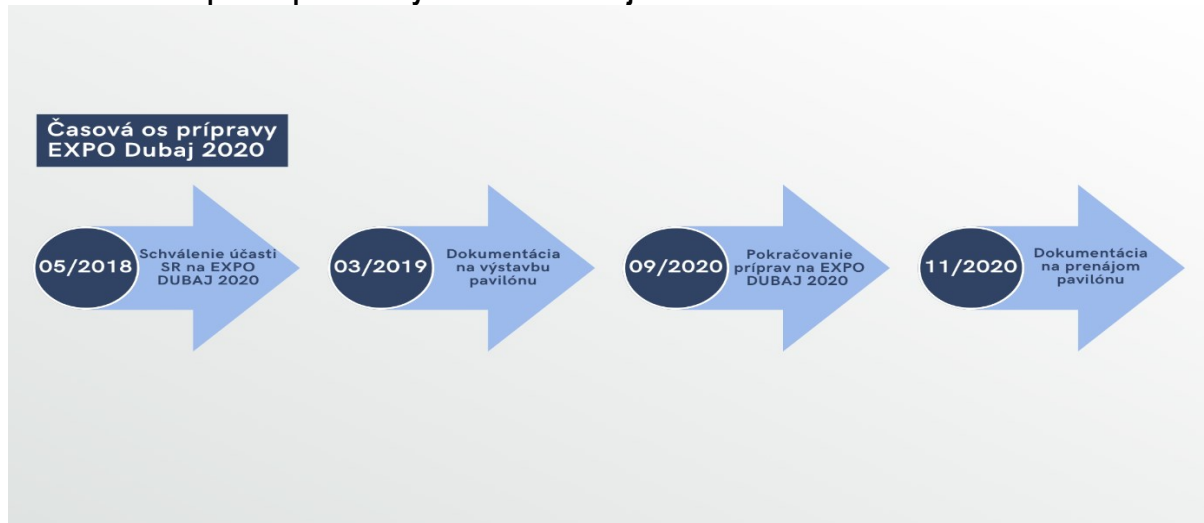 Časová os prípravy
EXPO Dubaj 2020
05/2018
Schválenie účasti
SR na EXPO
DUBAJ 2020
03/2019
Dokumentácia
na výstavbu
pavilónu
09/2020
Pokračovanie
príprav na EXPO
DUBAJ 2020
11/2020
Dokumentácia
na prenájom
pavilónu